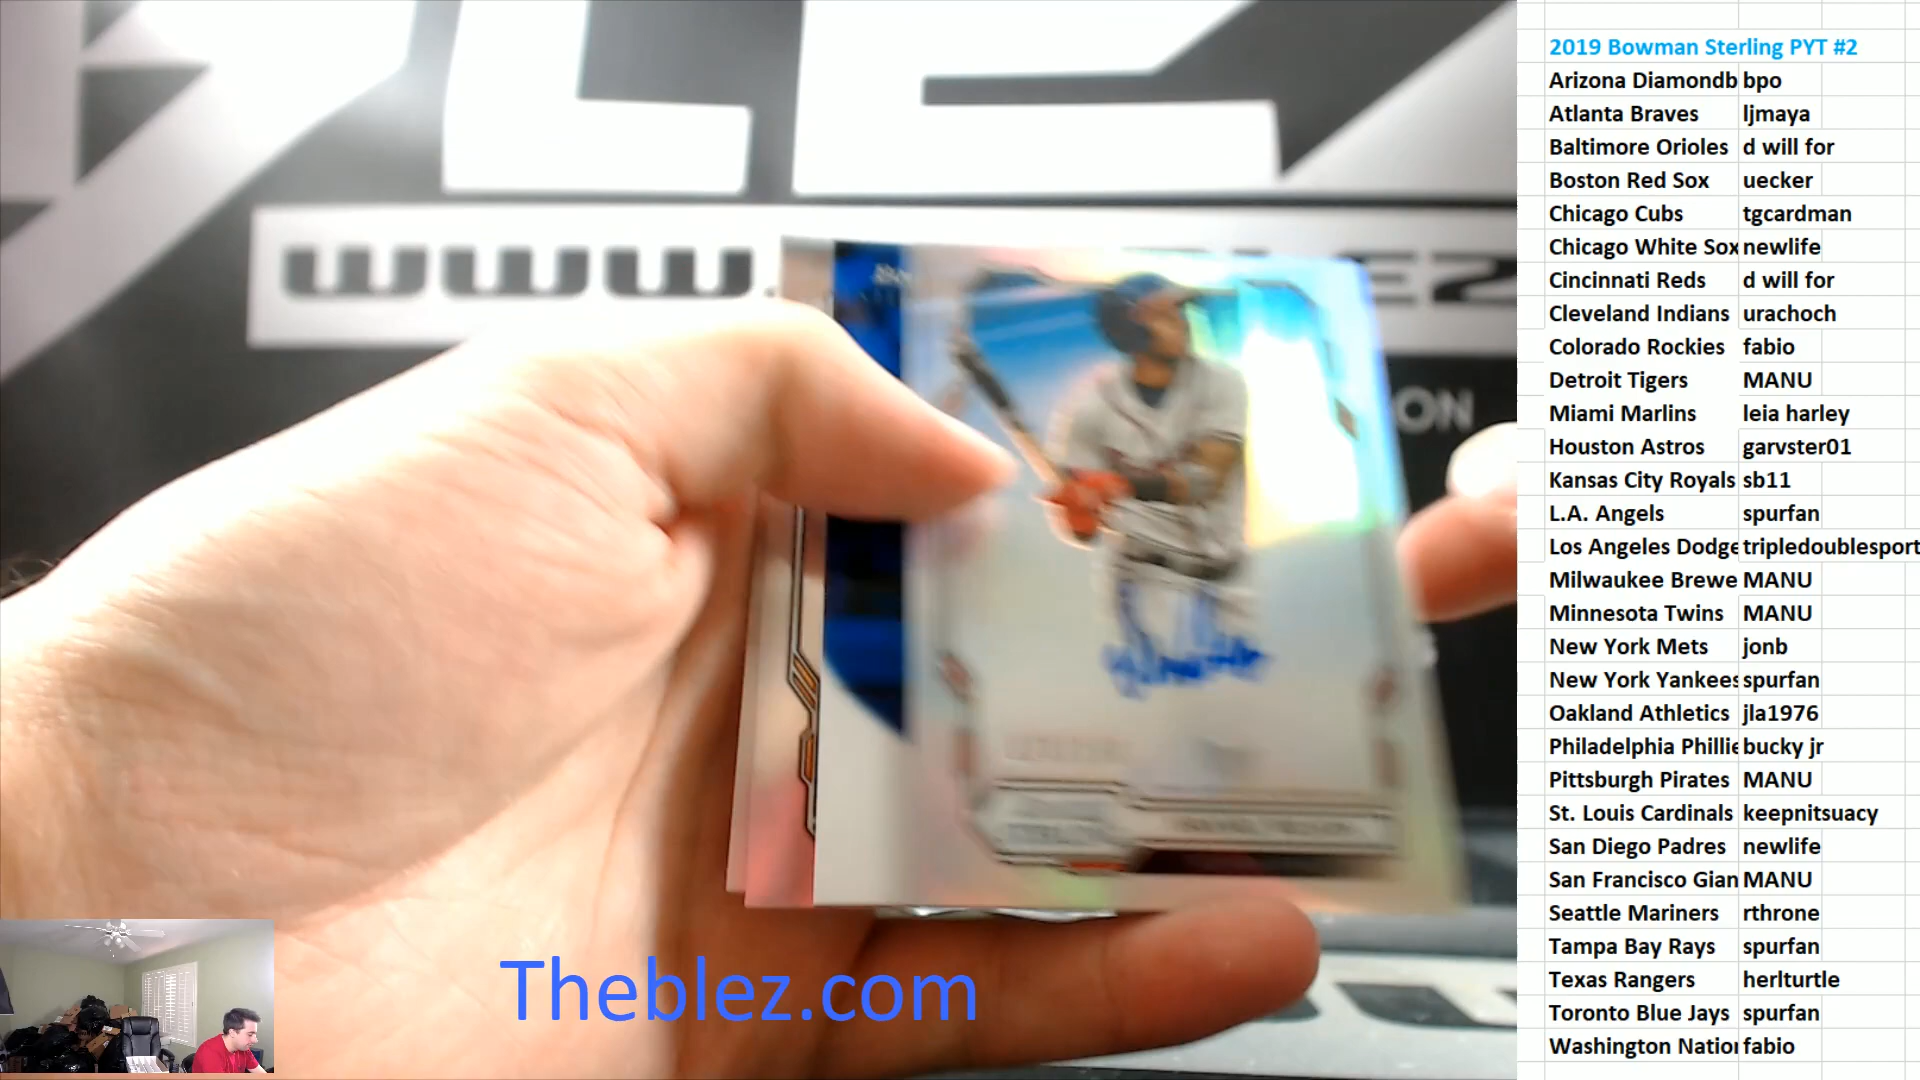 www.
ON
Theblez.com
2019 Bowman Sterling PYT #2
Arizona Diamondb bpo
Atlanta Braves ljmaya
Baltimore Orioles d will for
Boston Red Sox uecker
Chicago Cubs tgcardman
Chicago White Sox newlife
Cincinnati Reds d will for
Cleveland Indians urachoch
Colorado Rockies fabio
Detroit Tigers MANU
Miami Marlins leia harley
Houston Astros garvster01
Kansas City Royals sb11
L.A. Angels spurfan
Los Angeles Dodge tripledoublesport
Milwaukee Brewe MANU
Minnesota Twins MANU
New York Mets jonb
New York Yankees spurfan
Oakland Athletics jla1976
Philadelphia Phillie bucky jr
Pittsburgh Pirates MANU
St. Louis Cardinals keepnitsuacy
San Diego Padres newlife
San Francisco Gian MANU
Seattle Mariners rthrone
Tampa Bay Rays spurfan
Texas Rangers herlturtle
Toronto Blue Jays spurfan
Washington Nation fabio